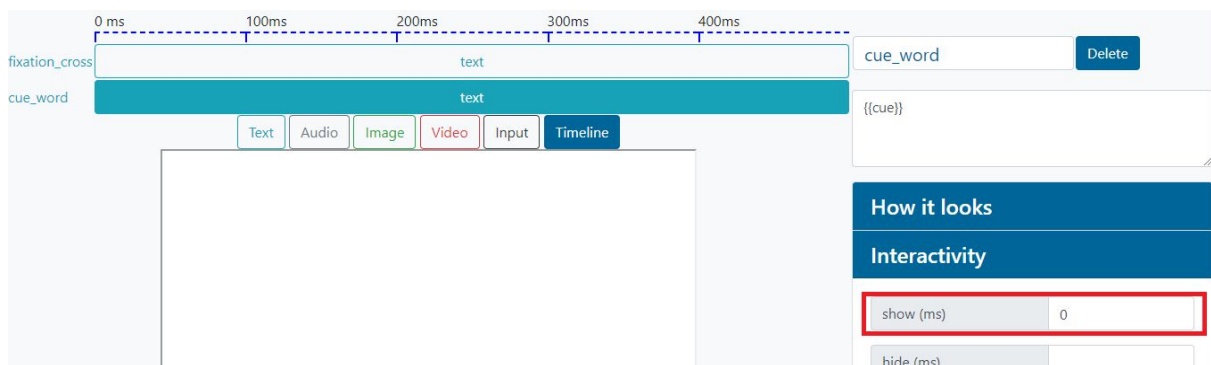 0 ms 100ms 200ms 300ms 400ms
fixation_cross text
cue_word text
Text Audio Image Video Input Timeline
cue_word Delete
{{cue}}
How it looks
Interactivity
show (ms) 0
hide (ms)